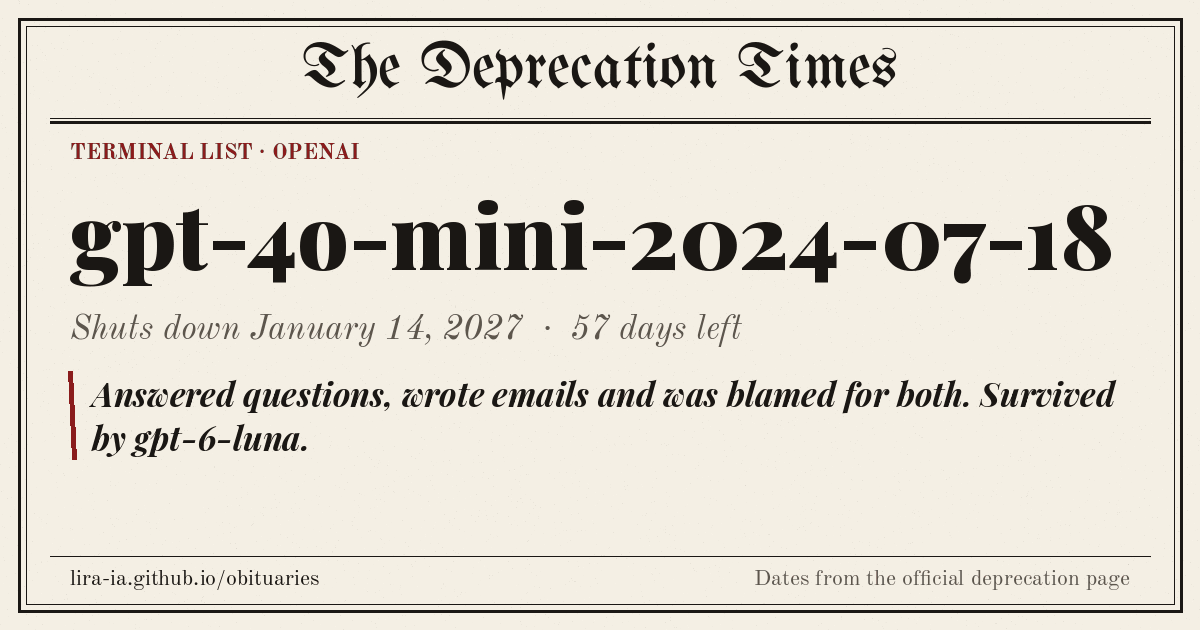 The Deprecation Times
TERMINAL LIST · OPENAI
gpt-4o-mini-2024-07-18
Shuts down January 14, 2027 · 57 days left
Answered questions, wrote emails and was blamed for both. Survived
by gpt-6-luna.
lira-ia.github.io/obituaries
Dates from the official deprecation page